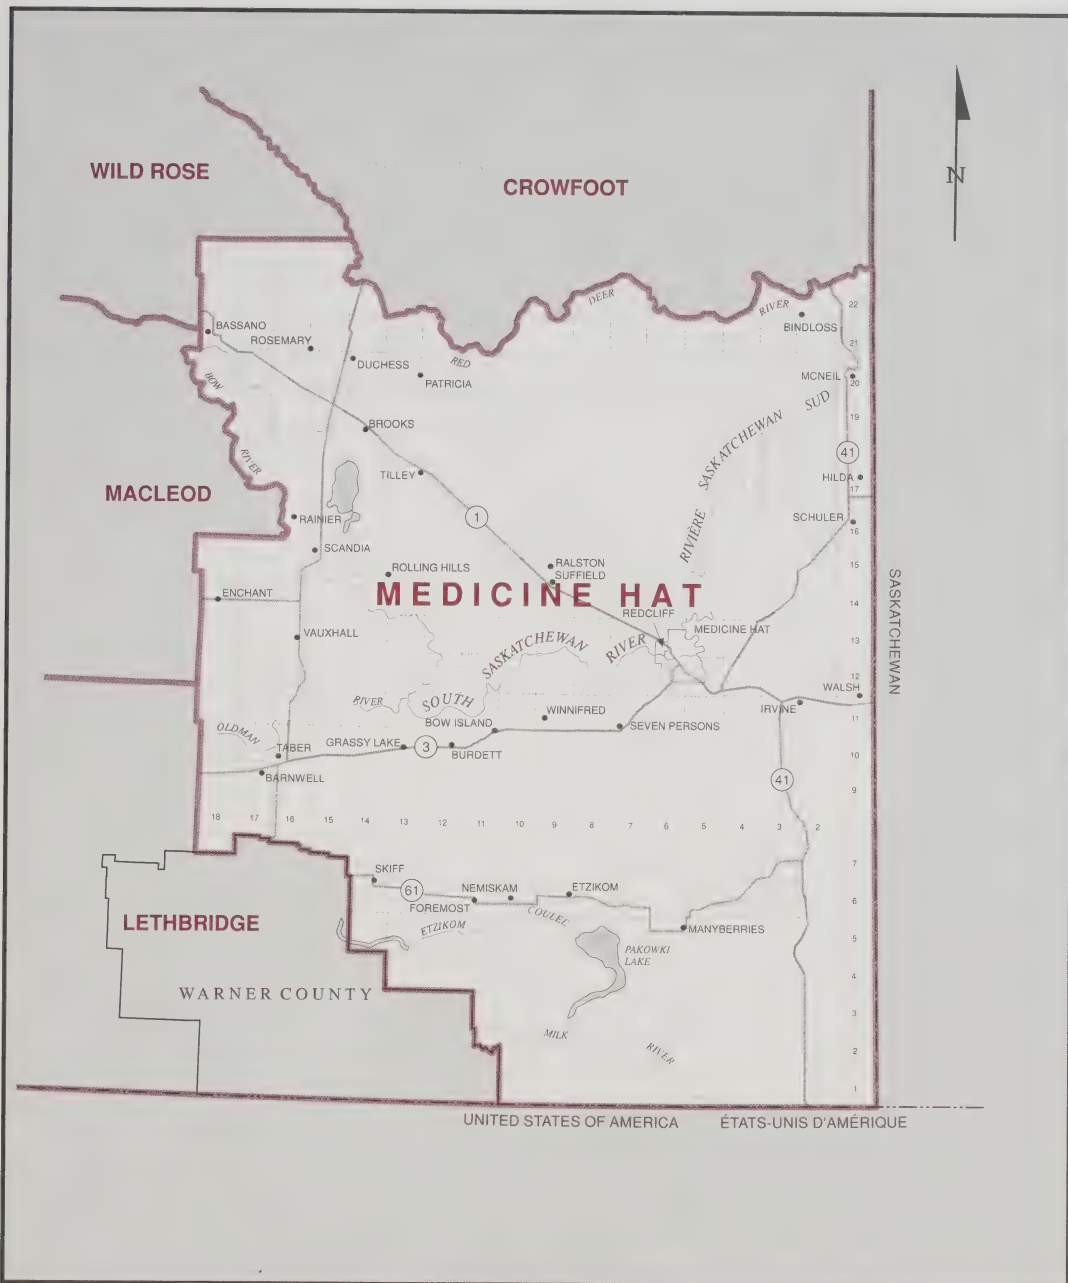 WILD ROSE
CROWFOOT
N
DEER
RIVER
22
BINDLOSS
BASSANO
ROSEMARY
21
DUCHESS
RED
BOW
PATRICIA
MCNEIL
20
SUD
19
BROOKS
SASKATCHEWAN
41
RIVER
TILLEY
HILDA
17
MACLEOD
RAINIER
1
SCHULER
16
RIVIÈRE
SCANDIA
RALSTON
15
ROLLING HILLS
SUFFIELD
SASKATCHEWAN
ENCHANT
MEDICINE HAT
14
REDCLIFF
VAUXHALL
MEDICINE HAT
13
SASKATCHEWAN
RIVER
12
WALSH
RIVER
SOUTH
WINNIFRED
IRVINE
11
OLDMAN
BOW ISLAND
SEVEN PERSONS
TABER
GRASSY LAKE
3
BURDETT
10
BARNWELL
41
9
18 17 16 15 14 13 12 11 10 9 8 7 6 5 4 3 2
7
SKIFF
61
NEMISKAM
ETZIKOM
6
FOREMOST
COULEE
LETHBRIDGE
ETZIKOM
MANYBERRIES
5
PAKOWKI
LAKE
4
WARNER COUNTY
3
MILK
RIVER
2
1
UNITED STATES OF AMERICA
ÉTATS-UNIS D'AMÉRIQUE